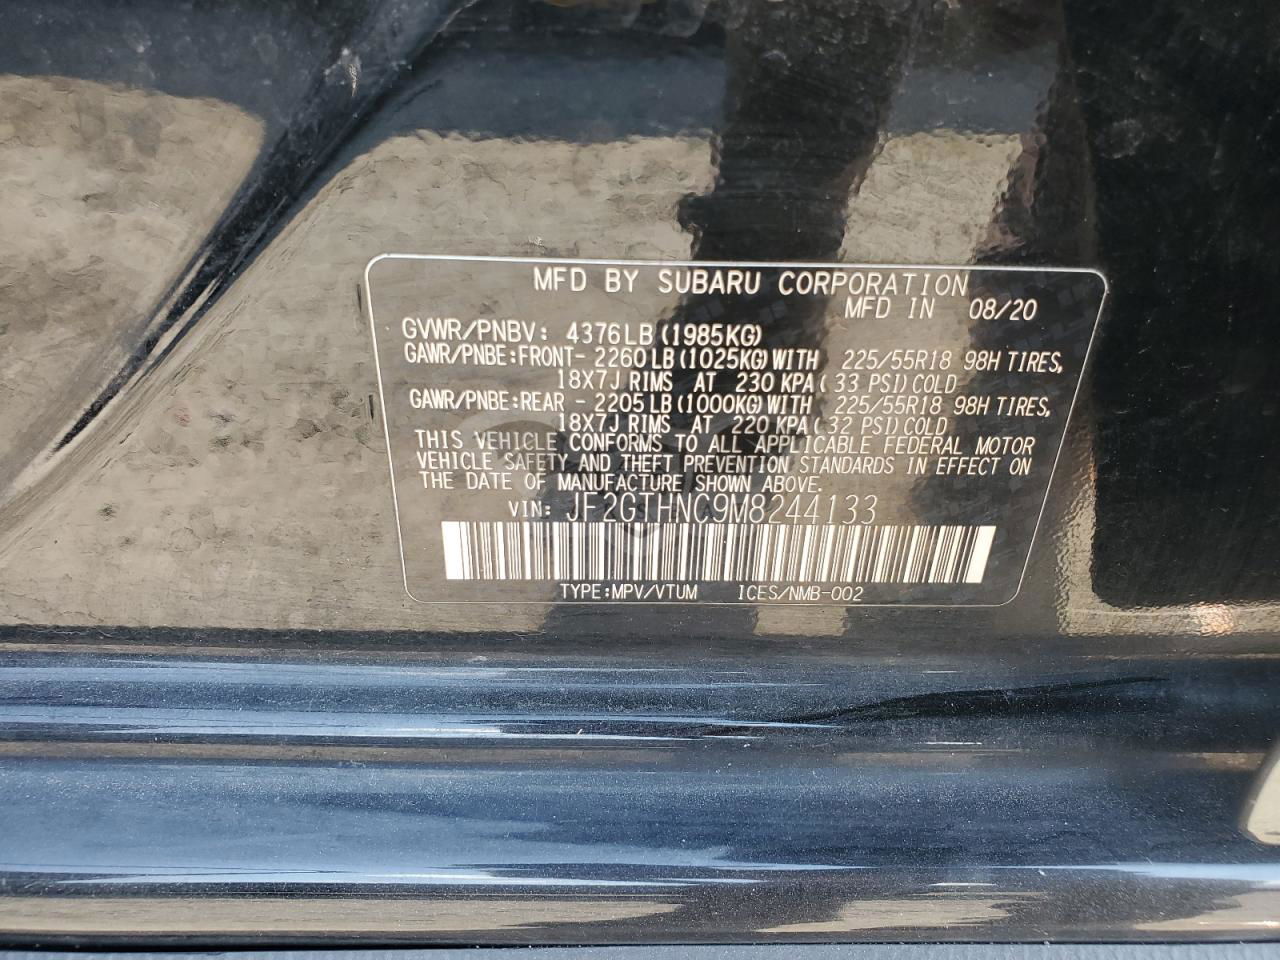 MFD BY SUBARU CORPORATION
MFD IN 08/20
GVWR/PNBV: 4376LB (1985KG)
GAWR/PNBE:FRONT- 2260LB (1025KG) WITH 225/55R18 98H TIRES,
18X7J RIMS AT 230 KPA( 33 PSI) COLD
GAWR/PNBE:REAR - 2205LB (1000KG) WITH 225/55R18 98H TIRES,
18X7J RIMS AT 220 KPA( 32 PSI) COLD
THIS VEHICLE CONFORMS TO ALL APPLICABLE FEDERAL MOTOR
VEHICLE SAFETY AND THEFT PREVENTION STANDARDS IN EFFECT ON
THE DATE OF MANUFACTURE SHOWN ABOVE.
VIN: JF2GTHNC9M8244133
TYPE:MPV/VTUM ICES/NMB-002